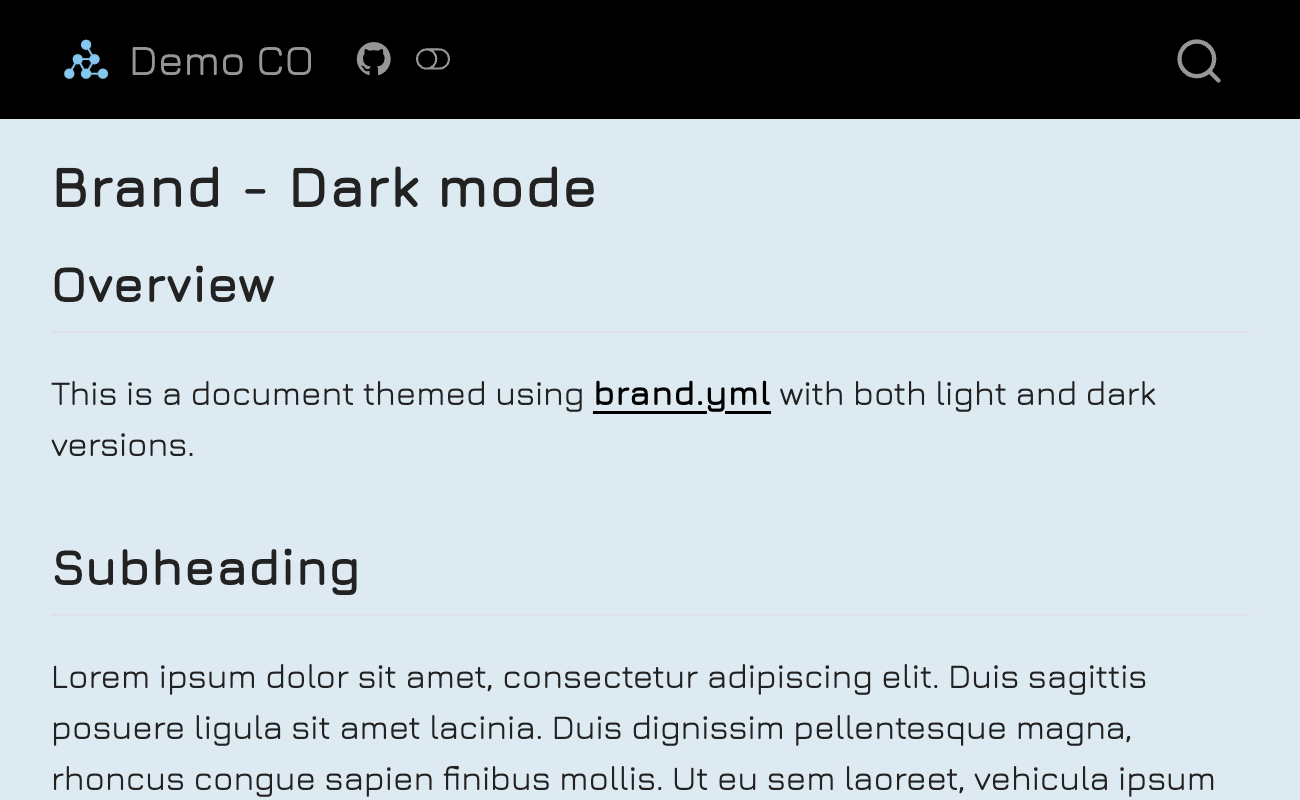 Demo CO
Brand - Dark mode
Overview
This is a document themed using brand.yml with both light and dark
versions.
Subheading
Lorem ipsum dolor sit amet, consectetur adipiscing elit. Duis sagittis
posuere ligula sit amet lacinia. Duis dignissim pellentesque magna,
rhoncus congue sapien finibus mollis. Ut eu sem laoreet, vehicula ipsum